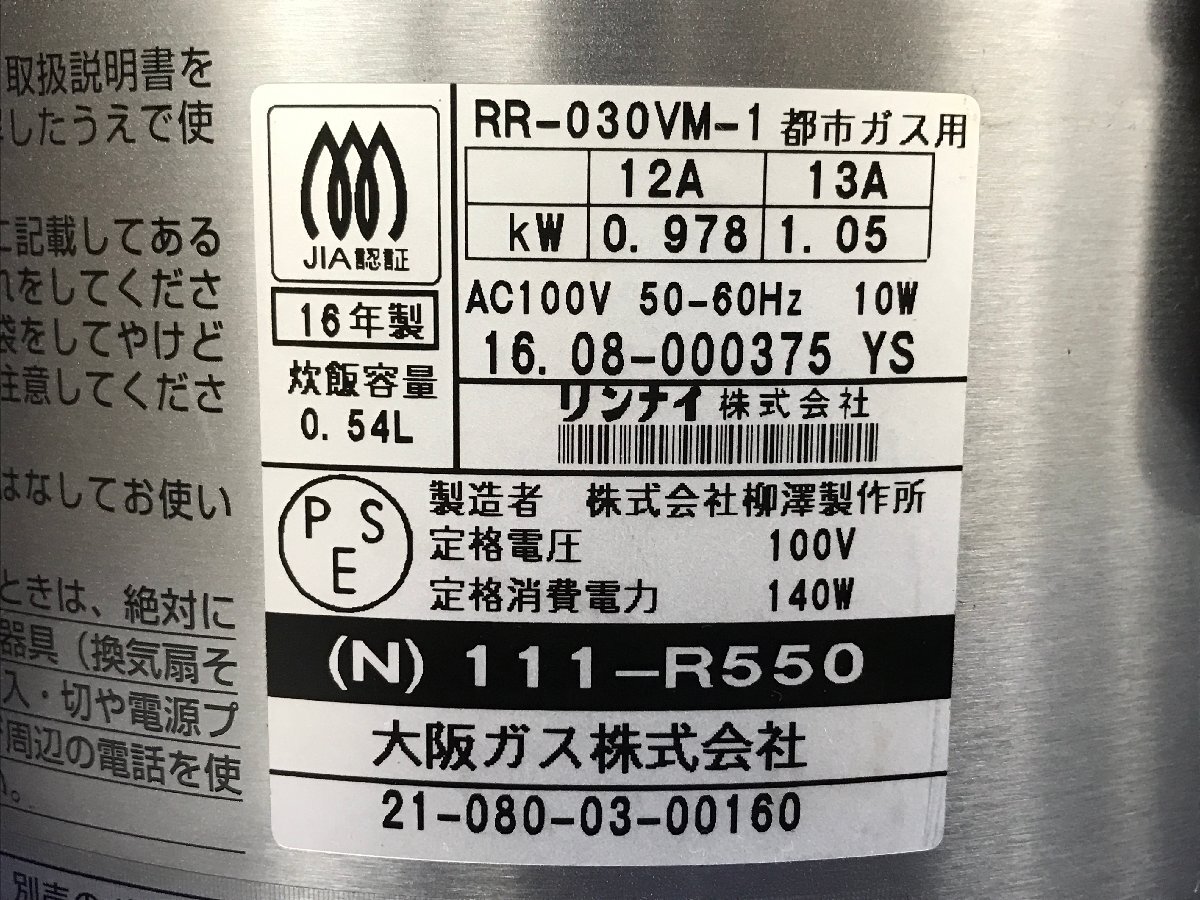 取扱説明書を
したうえで使
に記載してある
れをしてくださ
袋をしてやけど
注意してくださ
はなしてお使い
ときは、絶対に
器具（換気扇そ
入・切や電源プ
周辺の電話を使
い。
別売の
JIA認証
16年製
炊飯容量
0.54L
RR-030VM-1 都市ガス用
12A 13A
kW 0.978 1.05
AC100V 50-60Hz 10W
16.08-000375 YS
リンナイ株式会社
PSE
製造者 株式会社柳澤製作所
定格電圧 100V
定格消費電力 140W
(N) 111-R550
大阪ガス株式会社
21-080-03-00160